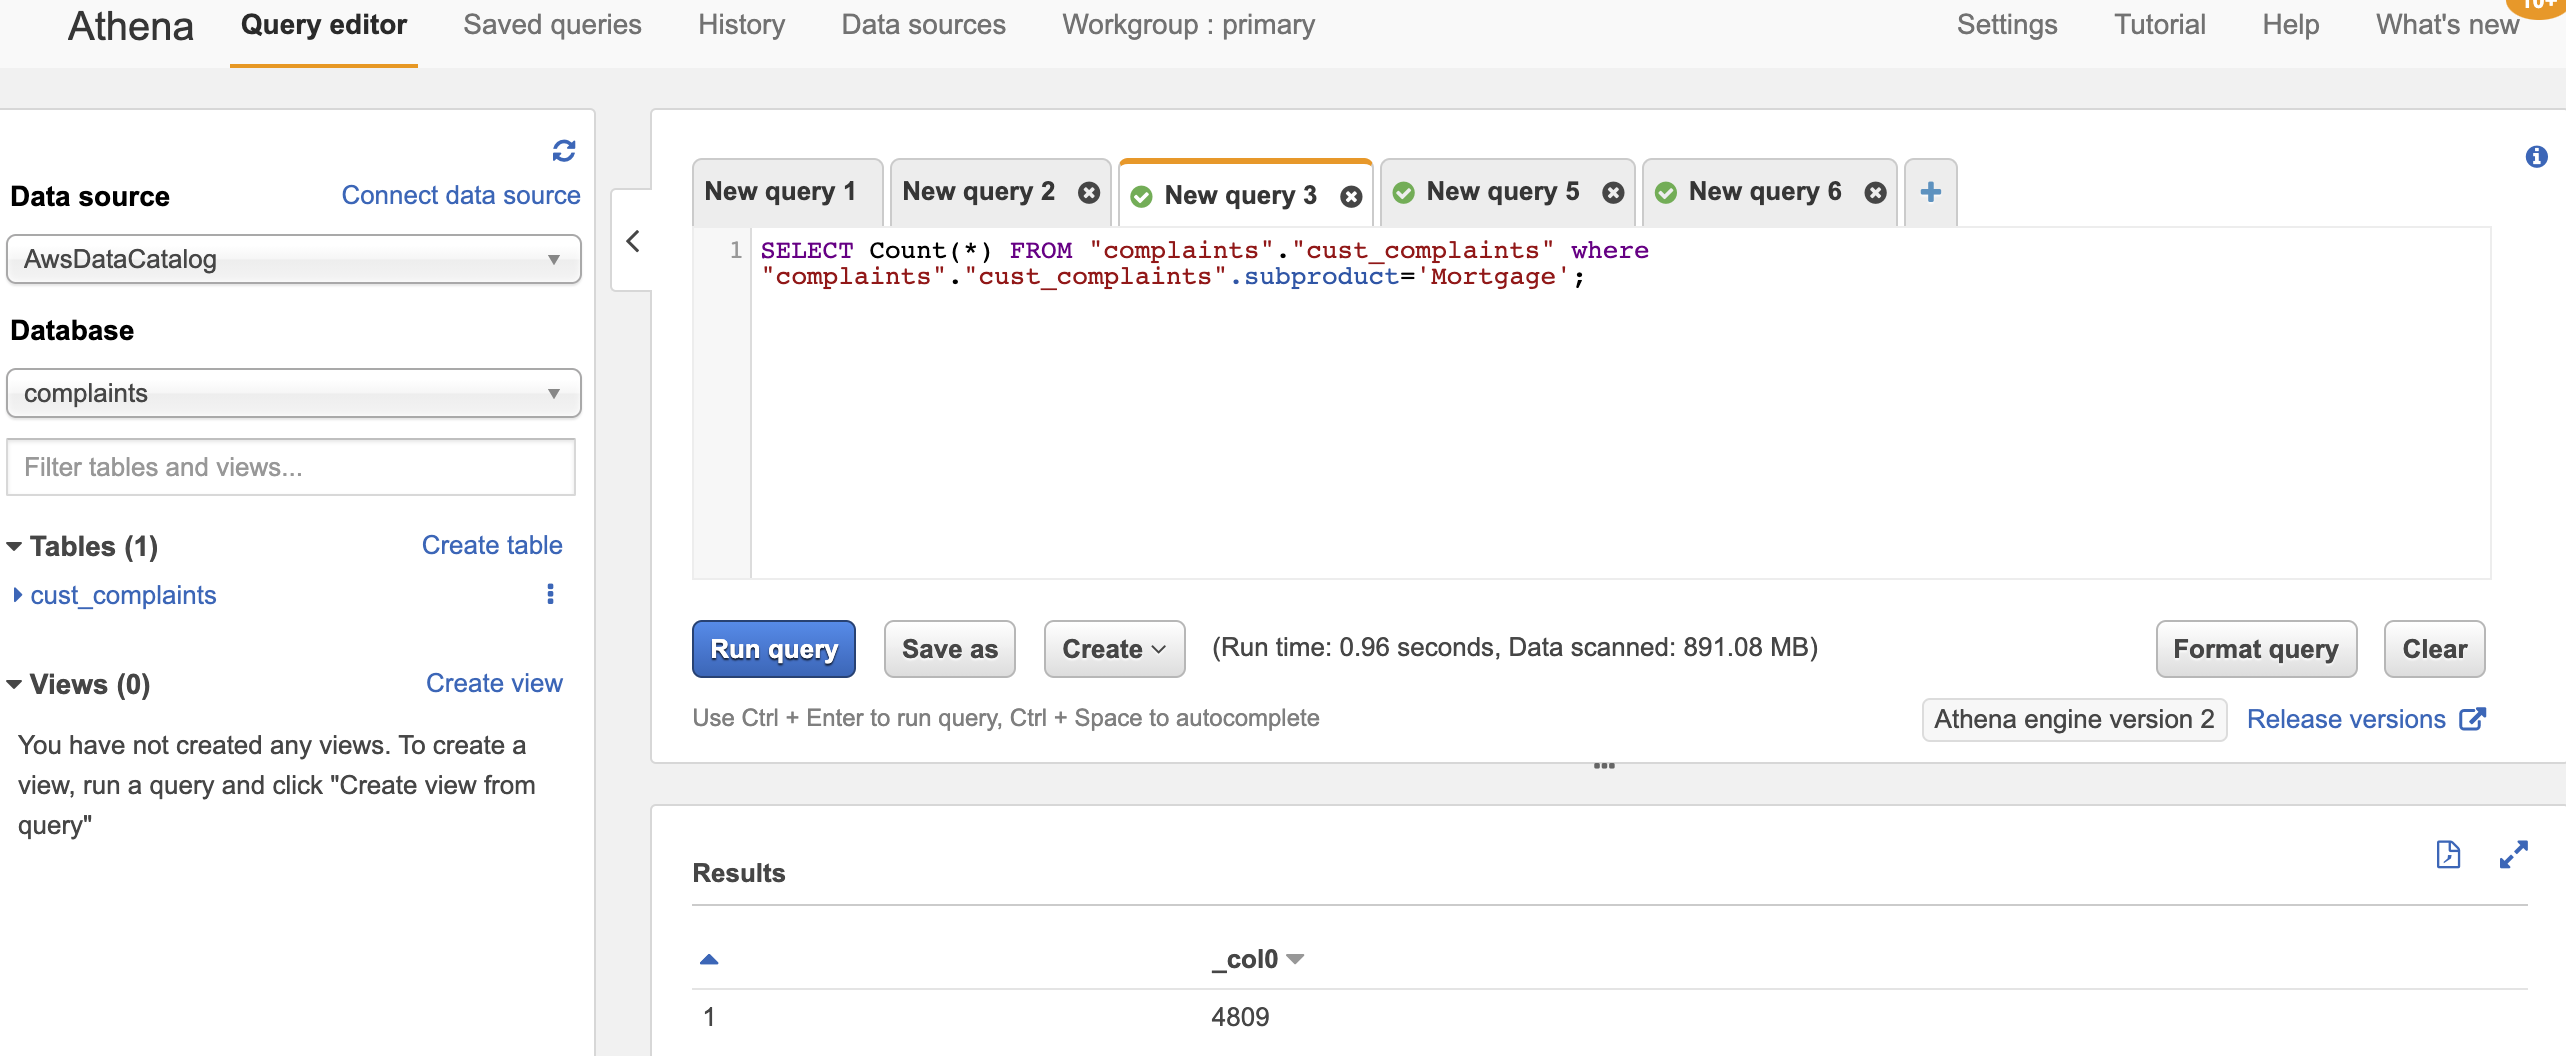 Athena Query editor Saved queries History Data sources Workgroup : primary Settings Tutorial Help What's new 10+
Data source Connect data source
AwsDataCatalog
Database
complaints
Filter tables and views...
Tables (1) Create table
cust_complaints
Views (0) Create view
You have not created any views. To create a
view, run a query and click "Create view from
query"
New query 1 New query 2 New query 3 New query 5 New query 6 +
1 SELECT Count(*) FROM "complaints"."cust_complaints" where
"complaints"."cust_complaints".subproduct='Mortgage';
Run query Save as Create (Run time: 0.96 seconds, Data scanned: 891.08 MB) Format query Clear
Use Ctrl + Enter to run query, Ctrl + Space to autocomplete
Athena engine version 2 Release versions
Results
_col0
1 4809